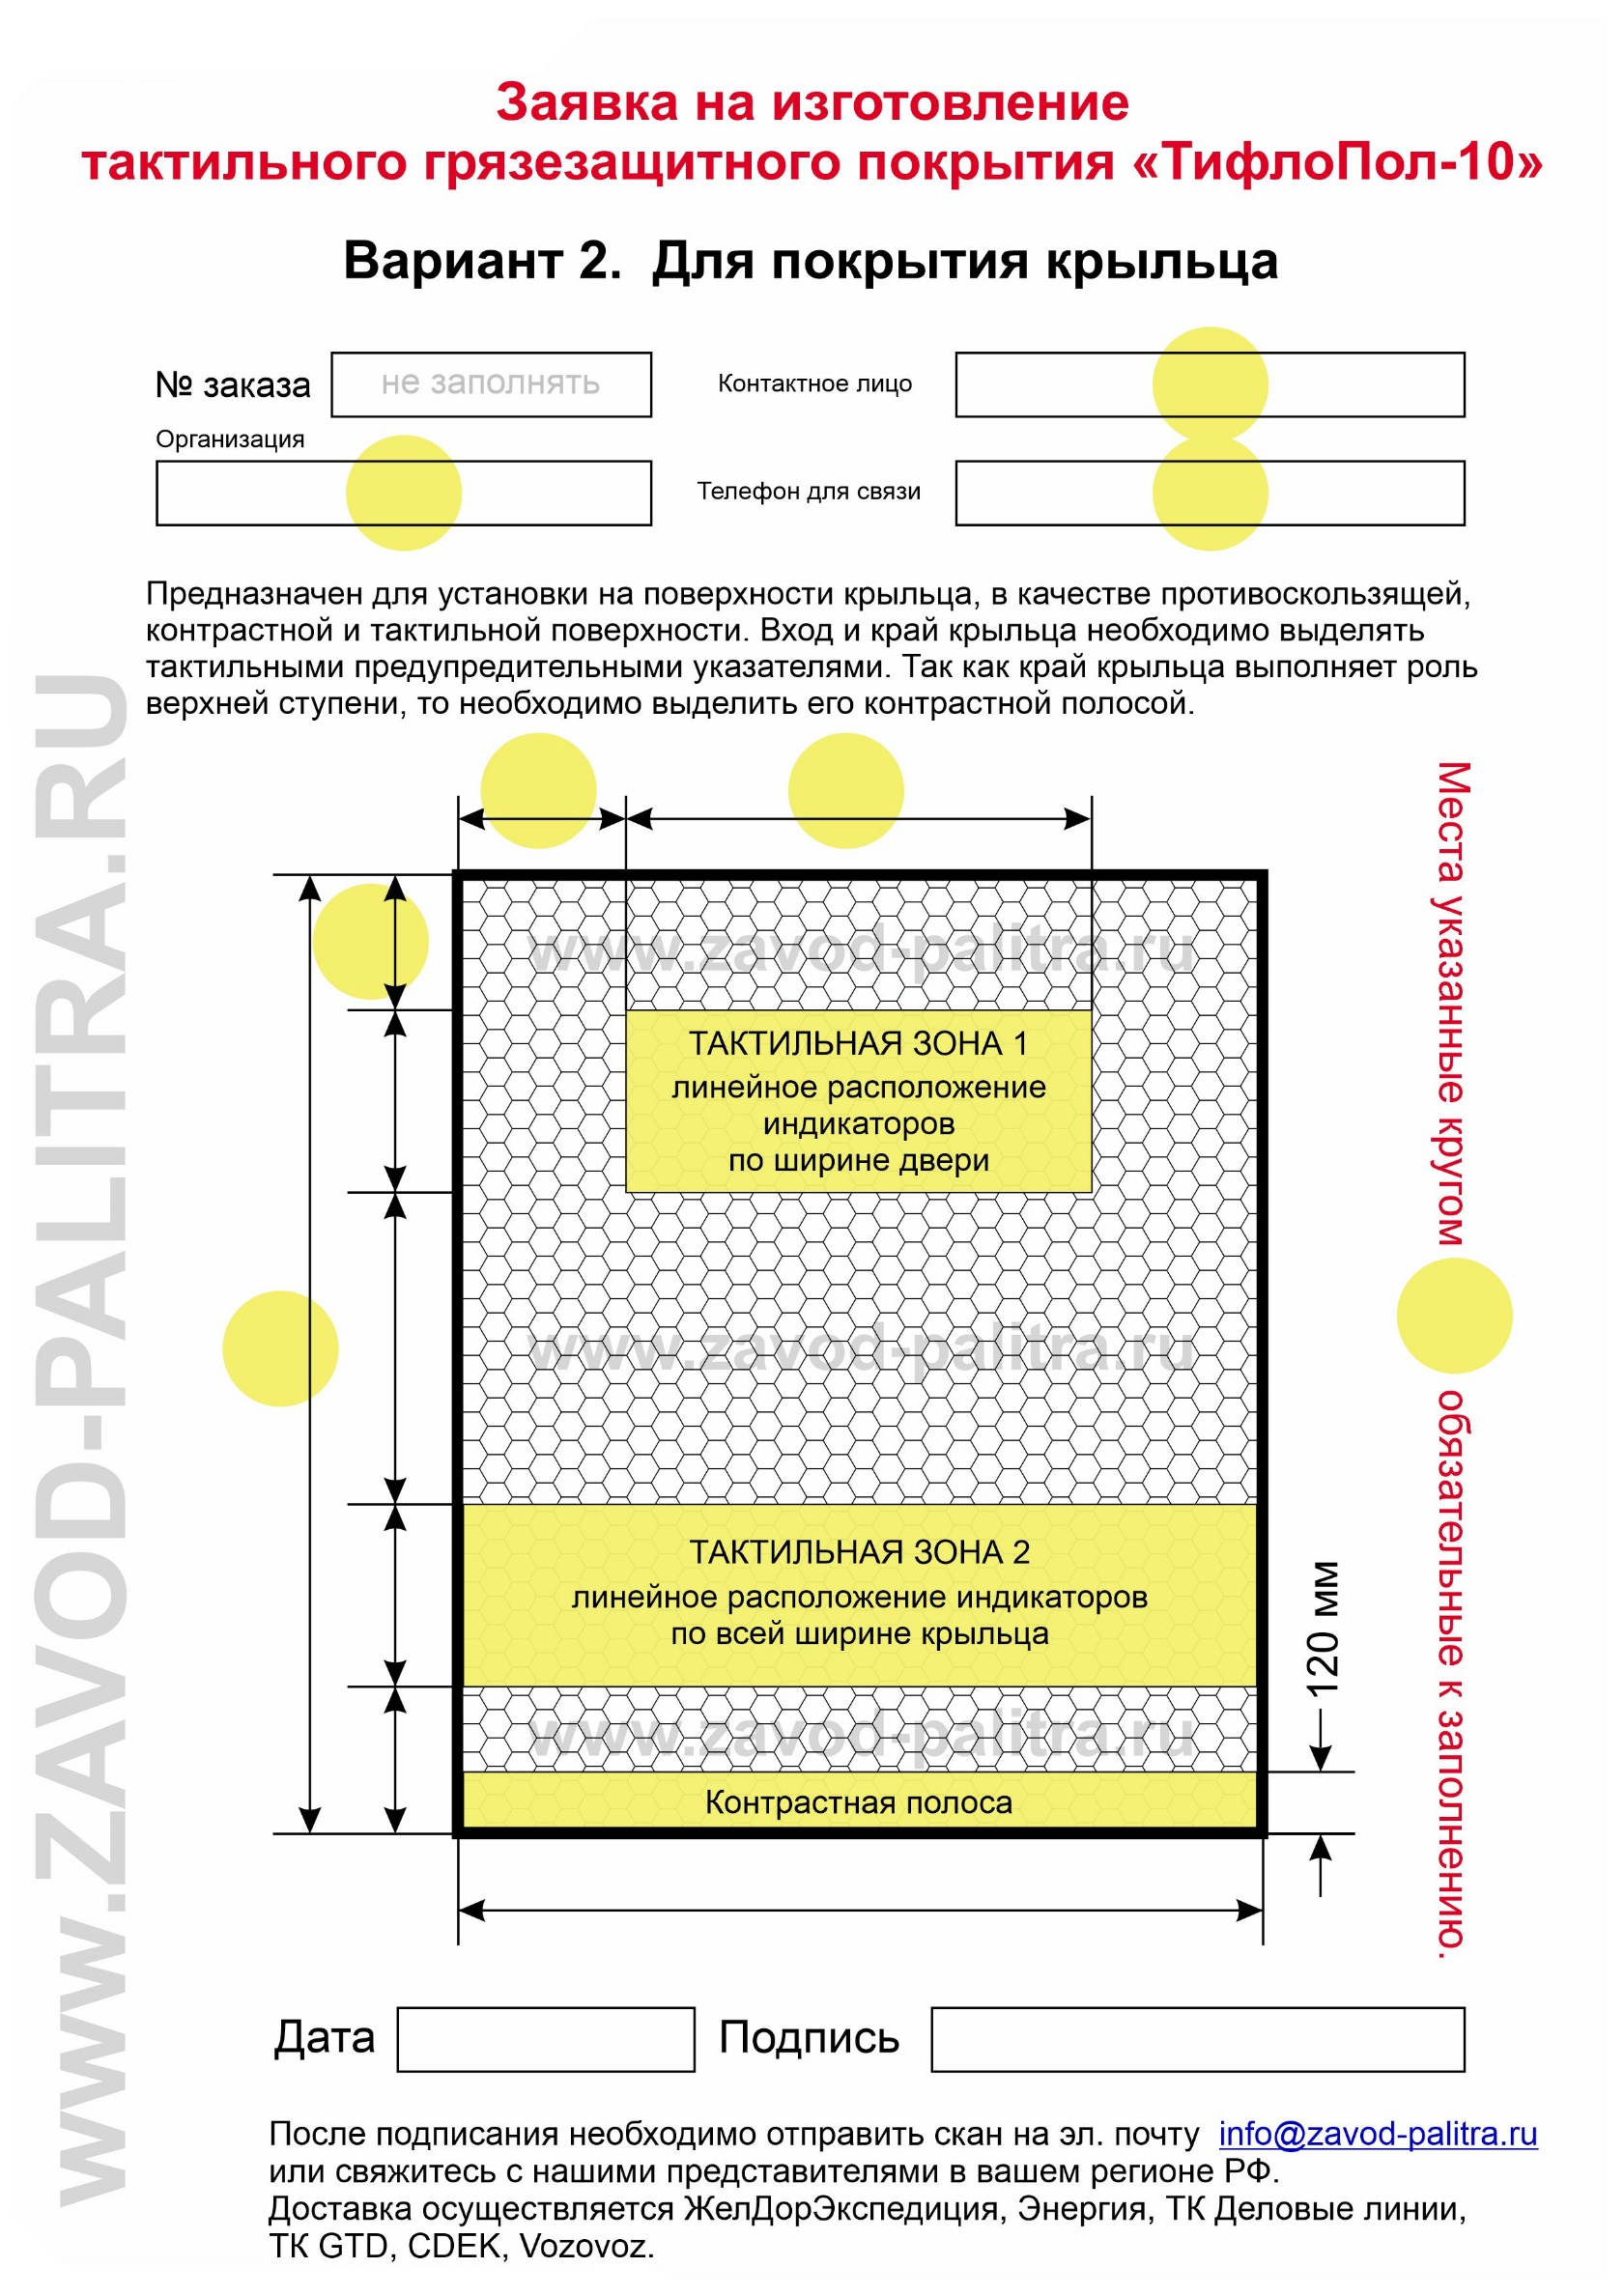 Заявка на изготовление
тактильного грязезащитного покрытия «ТифлоПол-10»
Вариант 2. Для покрытия крыльца
№ заказа
не заполнять
Контактное лицо
Организация
Телефон для связи
Предназначен для установки на поверхности крыльца, в качестве противоскользящей,
контрастной и тактильной поверхности. Вход и край крыльца необходимо выделять
тактильными предупредительными указателями. Так как край крыльца выполняет роль
верхней ступени, то необходимо выделить его контрастной полосой.
www.ZAVOD-PALITRA.RU
Места указанные кругом обязательные к заполнению.
www.zavod-palitra.ru
ТАКТИЛЬНАЯ ЗОНА 1
линейное расположение
индикаторов
по ширине двери
www.zavod-palitra.ru
ТАКТИЛЬНАЯ ЗОНА 2
линейное расположение индикаторов
по всей ширине крыльца
120 мм
www.zavod-palitra.ru
Контрастная полоса
Дата
Подпись
После подписания необходимо отправить скан на эл. почту info@zavod-palitra.ru
или свяжитесь с нашими представителями в вашем регионе РФ.
Доставка осуществляется ЖелДорЭкспедиция, Энергия, ТК Деловые линии,
ТК GTD, CDEK, Vozovoz.